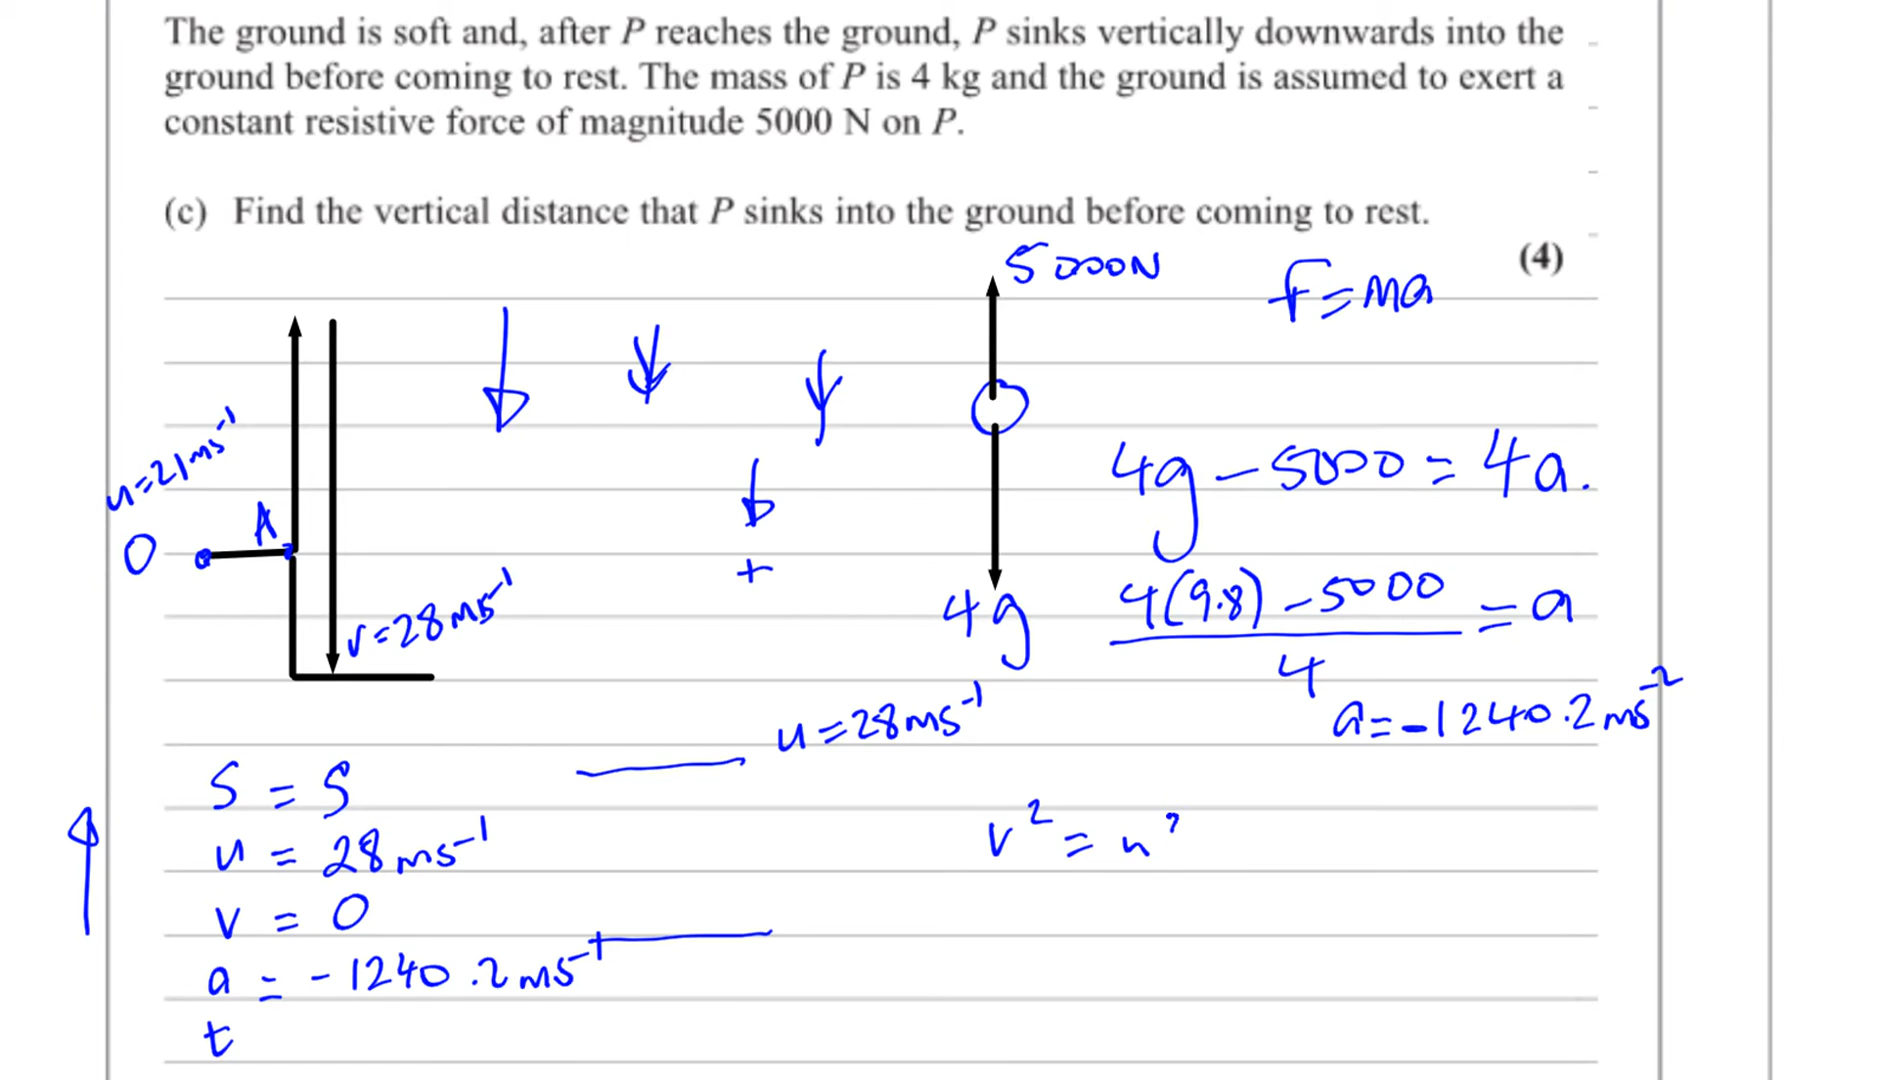 The ground is soft and, after P reaches the ground, P sinks vertically downwards into the
ground before coming to rest. The mass of P is 4 kg and the ground is assumed to exert a
constant resistive force of magnitude 5000 N on P.
(c) Find the vertical distance that P sinks into the ground before coming to rest.
(4)
5000N
F=ma
u=21ms⁻¹
A
O
v=28ms⁻¹
+
4g
4g - 5000 = 4a.
4(9.8) - 5000 = a
4
a=-1240.2ms⁻²
u=28ms⁻¹
S = S
u = 28ms⁻¹
v = 0
a = -1240.2ms⁻¹
t
v² = u²